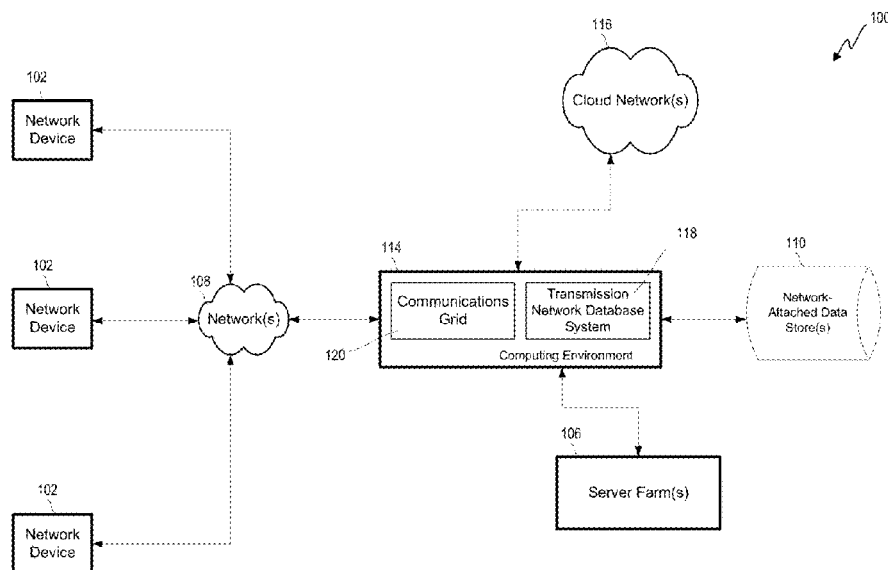 100
116
Cloud Network(s)
102
Network
Device
102
Network
Device
108
Network(s)
114
118
Communications
Grid
Transmission
Network Database
System
120
Computing Environment
110
Network-
Attached Data
Store(s)
106
Server Farm(s)
102
Network
Device